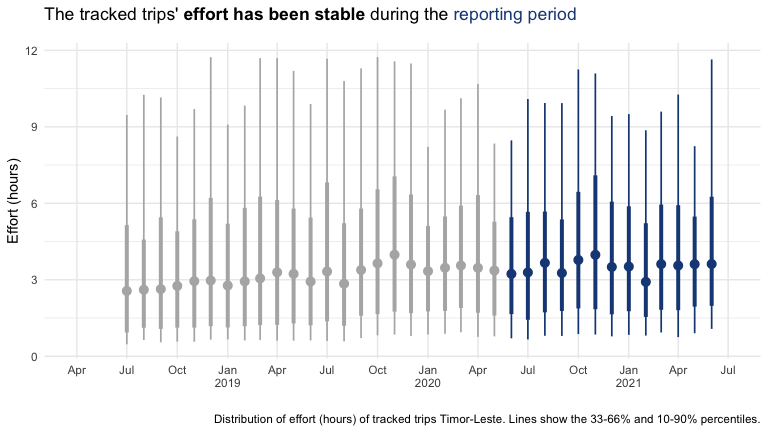 The tracked trips' effort has been stable during the reporting period
Effort (hours)
12
9
6
3
0
Apr
Jul
Oct
Jan
2019
Apr
Jul
Oct
Jan
2020
Apr
Jul
Oct
Jan
2021
Apr
Jul
Distribution of effort (hours) of tracked trips Timor-Leste. Lines show the 33-66% and 10-90% percentiles.